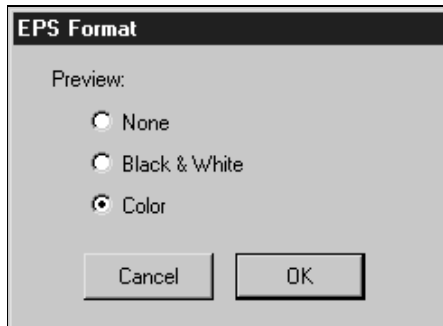 EPS Format
Preview:
None
Black & White
Color
Cancel OK